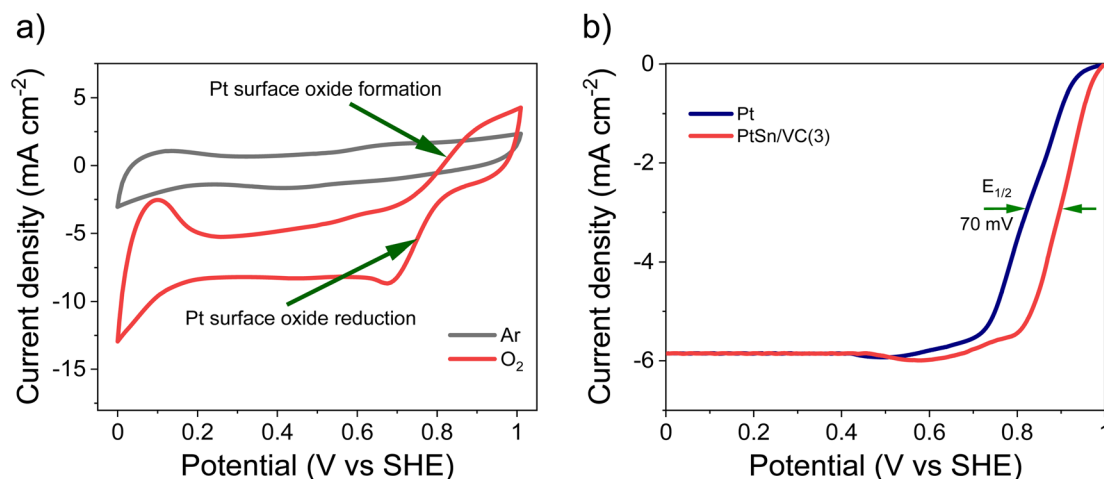 a)
Current density (mA cm⁻²)
5
0
-5
-10
-15
Pt surface oxide formation
Pt surface oxide reduction
Ar
O₂
0
0.2
0.4
0.6
0.8
1
Potential (V vs SHE)
b)
Current density (mA cm⁻²)
0
-2
-4
-6
Pt
PtSn/VC(3)
E₁/₂
70 mV
0
0.2
0.4
0.6
0.8
1
Potential (V vs SHE)